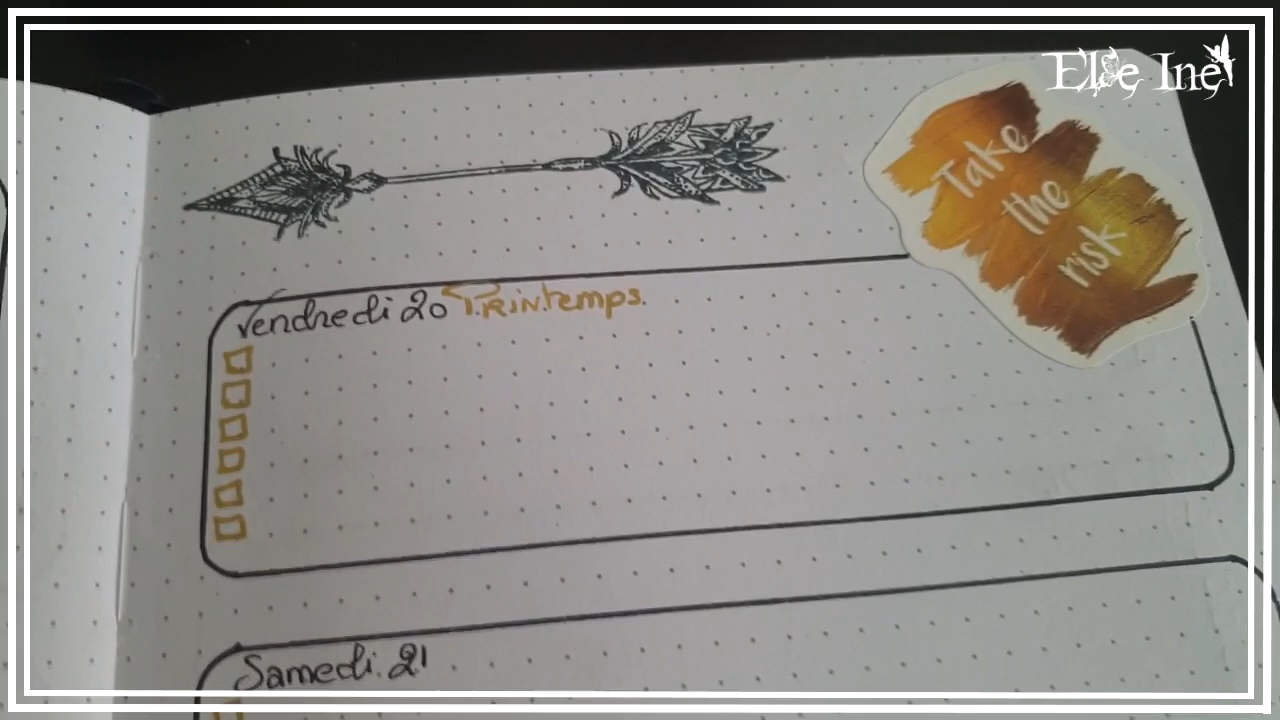 Else Ine
Take
the
risk
Vendredi 20 Printemps.
Samedi. 21